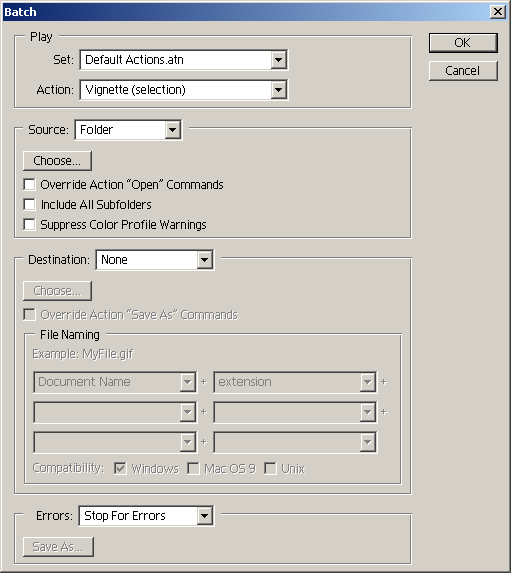 Batch
Play
OK
Set: Default Actions.atn
Cancel
Action: Vignette (selection)
Source: Folder
Choose...
Override Action "Open" Commands
Include All Subfolders
Suppress Color Profile Warnings
Destination: None
Choose...
Override Action "Save As" Commands
File Naming
Example: MyFile.gif
Document Name + extension +
+ +
+
Compatibility: Windows Mac OS 9 Unix
Errors: Stop For Errors
Save As...